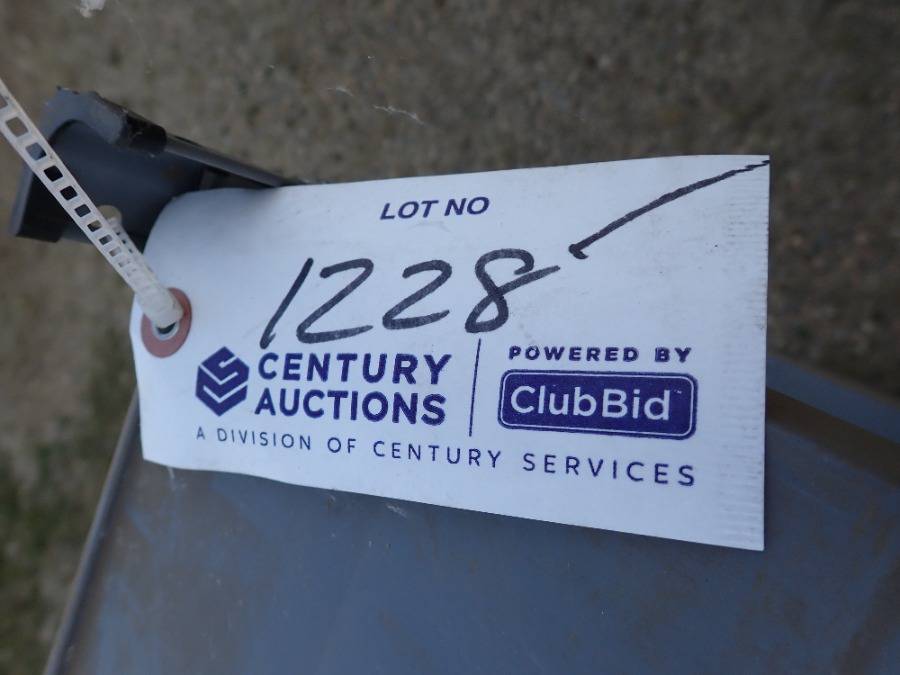 LOT NO
1228
CENTURY
AUCTIONS
A DIVISION OF CENTURY SERVICES
POWERED BY
ClubBid